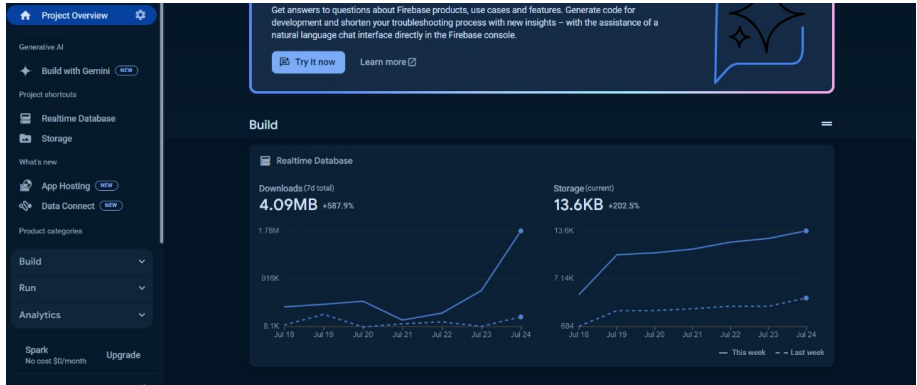 Project Overview
Generative AI
Build with Gemini NEW
Project shortcuts
Realtime Database
Storage
What's new
App Hosting NEW
Data Connect NEW
Product categories
Build
Run
Analytics
Spark
No cost $0/month
Upgrade
Get answers to questions about Firebase products, use cases and features. Generate code for
development and shorten your troubleshooting process with new insights – with the assistance of a
natural language chat interface directly in the Firebase console.
Try it now Learn more
Build
Realtime Database
Downloads (7d total)
4.09MB +587.9%
1.78M
916K
8.1K
Jul 18 Jul 19 Jul 20 Jul 21 Jul 22 Jul 23 Jul 24
Storage (current)
13.6KB +202.5%
13.6K
7.14K
684
Jul 18 Jul 19 Jul 20 Jul 21 Jul 22 Jul 23 Jul 24
This week Last week